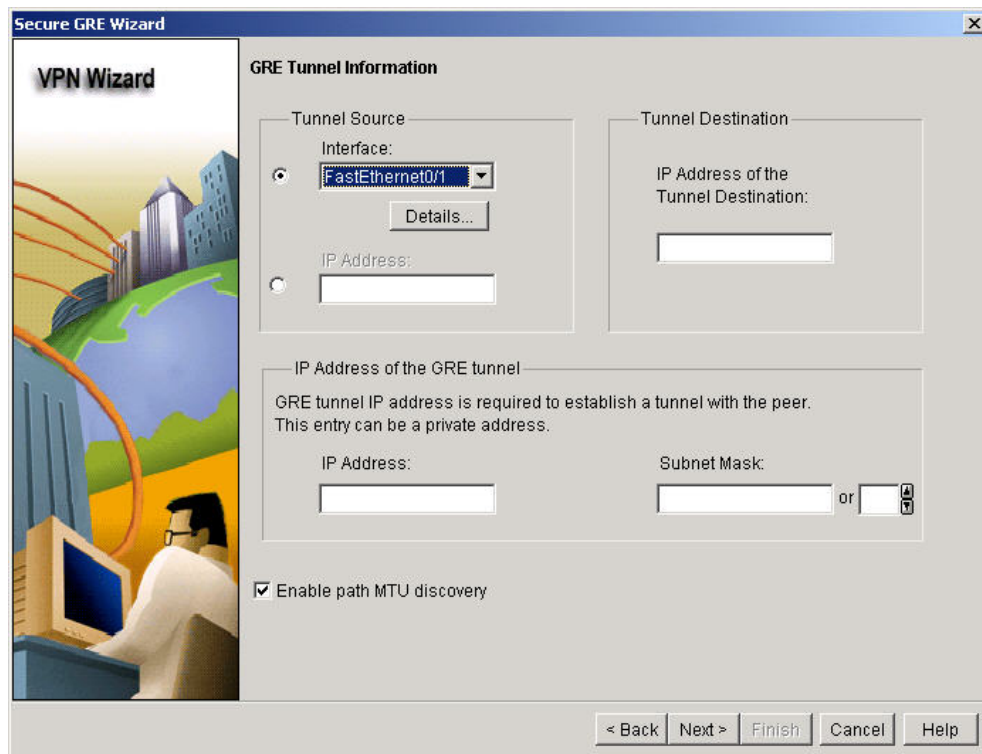 Secure GRE Wizard
VPN Wizard
GRE Tunnel Information
Tunnel Source
Interface:
FastEthernet0/1
Details...
IP Address:
Tunnel Destination
IP Address of the
Tunnel Destination:
IP Address of the GRE tunnel
GRE tunnel IP address is required to establish a tunnel with the peer.
This entry can be a private address.
IP Address:
Subnet Mask:
or
Enable path MTU discovery
< Back
Next >
Finish
Cancel
Help